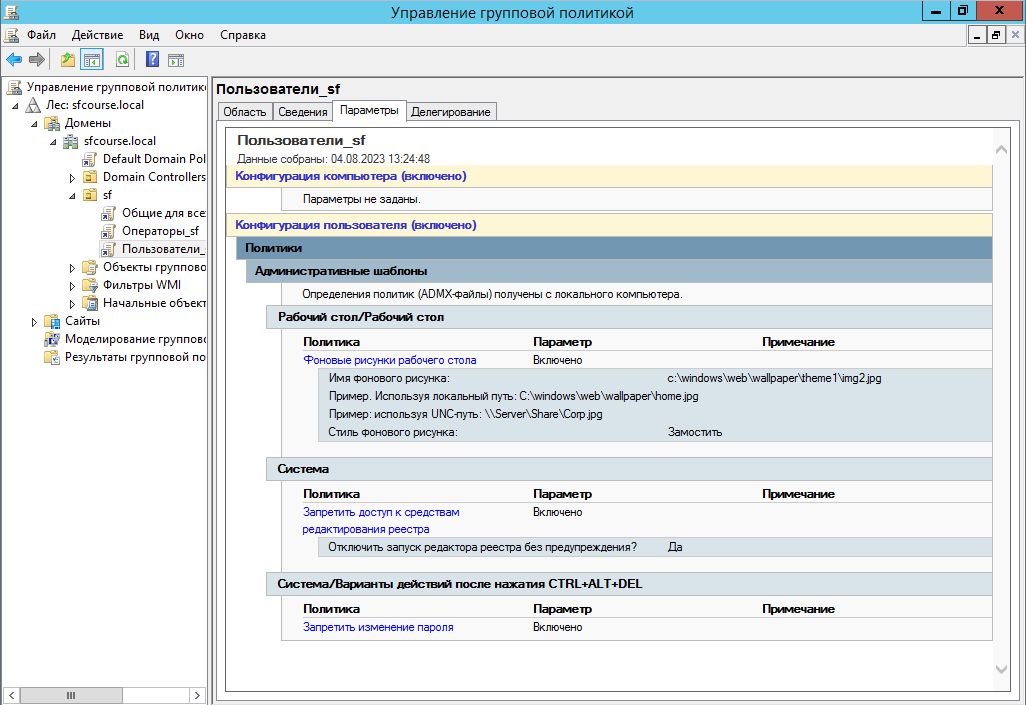 Управление групповой политикой
Файл Действие Вид Окно Справка
Управление групповой политик
Лес: sfcourse.local
Домены
sfcourse.local
Default Domain Pol
Domain Controllers
sf
Общие для все
Операторы_sf
Пользователи_
Объекты группово
Фильтры WMI
Начальные объект
Сайты
Моделирование группово
Результаты групповой по
Пользователи_sf
Область Сведения Параметры Делегирование
Пользователи_sf
Данные собраны: 04.08.2023 13:24:48
Конфигурация компьютера (включено)
Параметры не заданы.
Конфигурация пользователя (включено)
Политики
Административные шаблоны
Определения политик (ADMX-файлы) получены с локального компьютера.
Рабочий стол/Рабочий стол
Политика Параметр Примечание
Фоновые рисунки рабочего стола Включено
Имя фонового рисунка: c:\windows\web\wallpaper\theme1\img2.jpg
Пример. Используя локальный путь: C:\windows\web\wallpaper\home.jpg
Пример: используя UNC-путь: \\Server\Share\Corp.jpg
Стиль фонового рисунка: Замостить
Система
Политика Параметр Примечание
Запретить доступ к средствам Включено
редактирования реестра
Отключить запуск редактора реестра без предупреждения? Да
Система/Варианты действий после нажатия CTRL+ALT+DEL
Политика Параметр Примечание
Запретить изменение пароля Включено